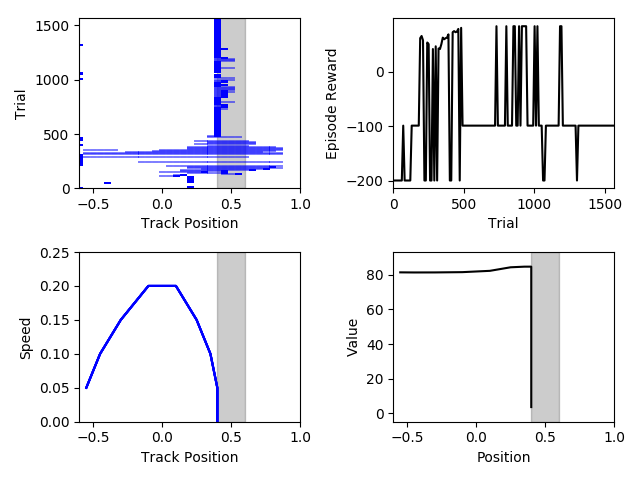 1500
1000
500
0
Trial
−0.5 0.0 0.5 1.0
Track Position
0
−100
−200
Episode Reward
0 500 1000 1500
Trial
0.25
0.20
0.15
0.10
0.05
0.00
Speed
−0.5 0.0 0.5 1.0
Track Position
80
60
40
20
0
Value
−0.5 0.0 0.5 1.0
Position